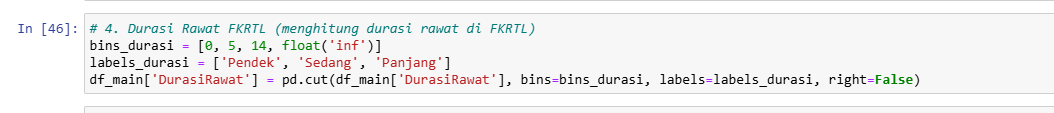 In [46]: # 4. Durasi Rawat FKRTL (menghitung durasi rawat di FKRTL)
bins_durasi = [0, 5, 14, float('inf')]
labels_durasi = ['Pendek', 'Sedang', 'Panjang']
df_main['DurasiRawat'] = pd.cut(df_main['DurasiRawat'], bins=bins_durasi, labels=labels_durasi, right=False)